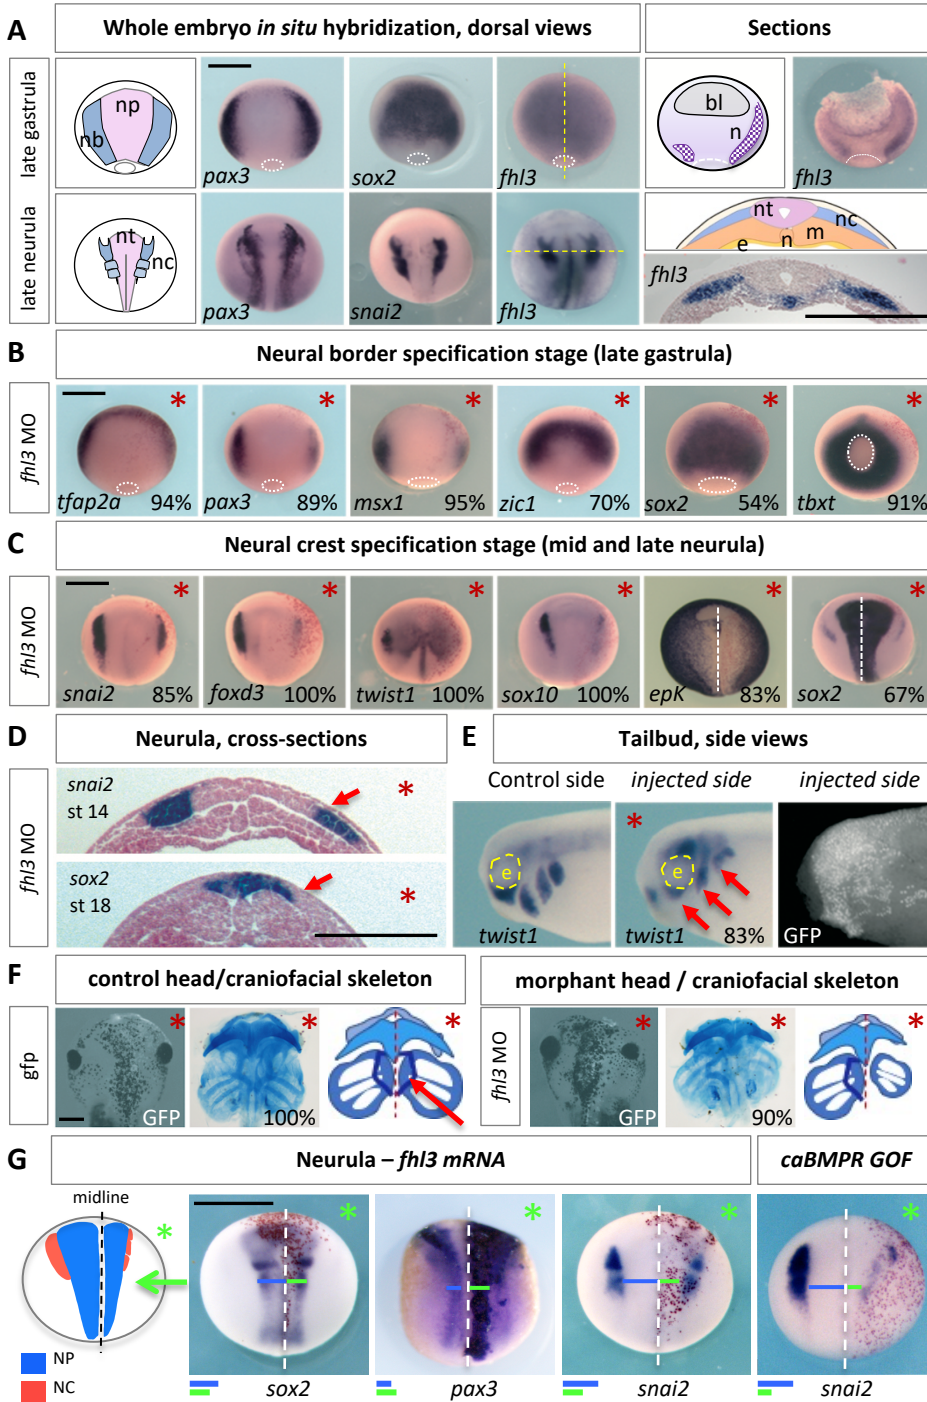 A
Whole embryo in situ hybridization, dorsal views
Sections
late gastrula
np
nb
pax3
sox2
fhl3
bl
n
fhl3
late neurula
nt
nc
pax3
snai2
fhl3
nt
nc
m
e
n
fhl3
B
Neural border specification stage (late gastrula)
fhl3 MO
* * * * * *
tfap2a 94%
pax3 89%
msx1 95%
zic1 70%
sox2 54%
tbxt 91%
C
Neural crest specification stage (mid and late neurula)
fhl3 MO
* * * * * *
snai2 85%
foxd3 100%
twist1 100%
sox10 100%
epK 83%
sox2 67%
D
Neurula, cross-sections
fhl3 MO
snai2
st 14
*
sox2
st 18
*
E
Tailbud, side views
Control side
injected side
injected side
e
twist1
*
e
twist1 83%
GFP
F
control head/craniofacial skeleton
gfp
* * *
GFP
100%
morphant head / craniofacial skeleton
fhl3 MO
* * *
GFP
90%
G
Neurula – fhl3 mRNA
caBMPR GOF
midline
* * * * *
NP
NC
sox2
pax3
snai2
snai2